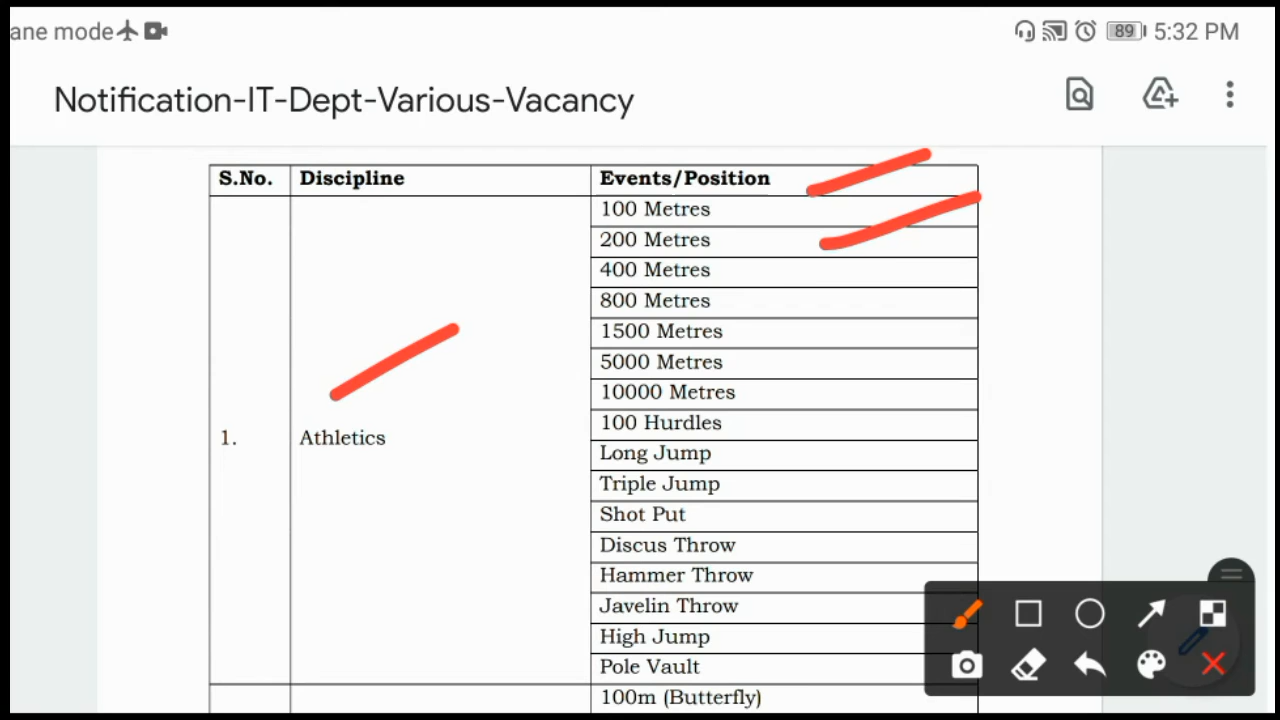 ane mode 89 5:32 PM
Notification-IT-Dept-Various-Vacancy
S.No. Discipline Events/Position
100 Metres
200 Metres
400 Metres
800 Metres
1500 Metres
5000 Metres
10000 Metres
100 Hurdles
1. Athletics
Long Jump
Triple Jump
Shot Put
Discus Throw
Hammer Throw
Javelin Throw
High Jump
Pole Vault
100m (Butterfly)